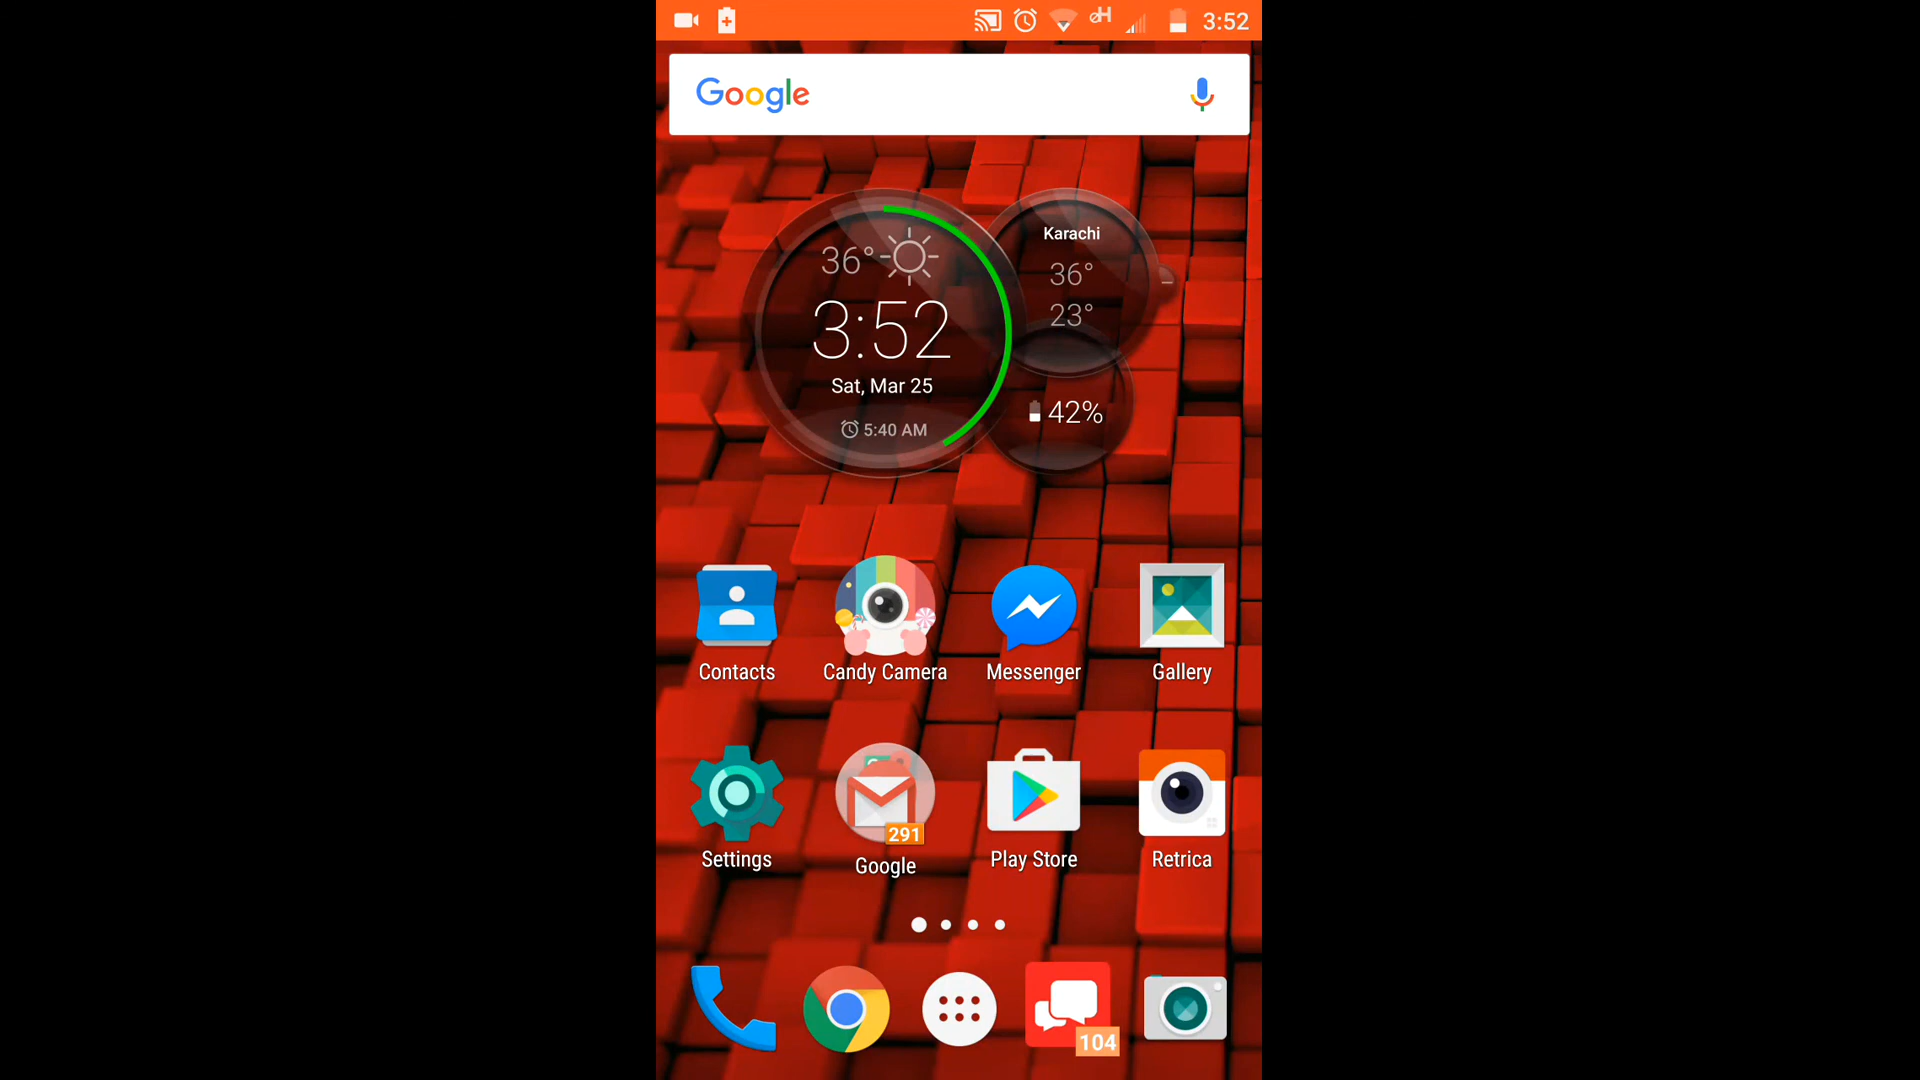 3:52
Google
36°
3:52
Sat, Mar 25
5:40 AM
Karachi
36°
23°
42%
Contacts
Candy Camera
Messenger
Gallery
291
Settings
Google
Play Store
Retrica
104